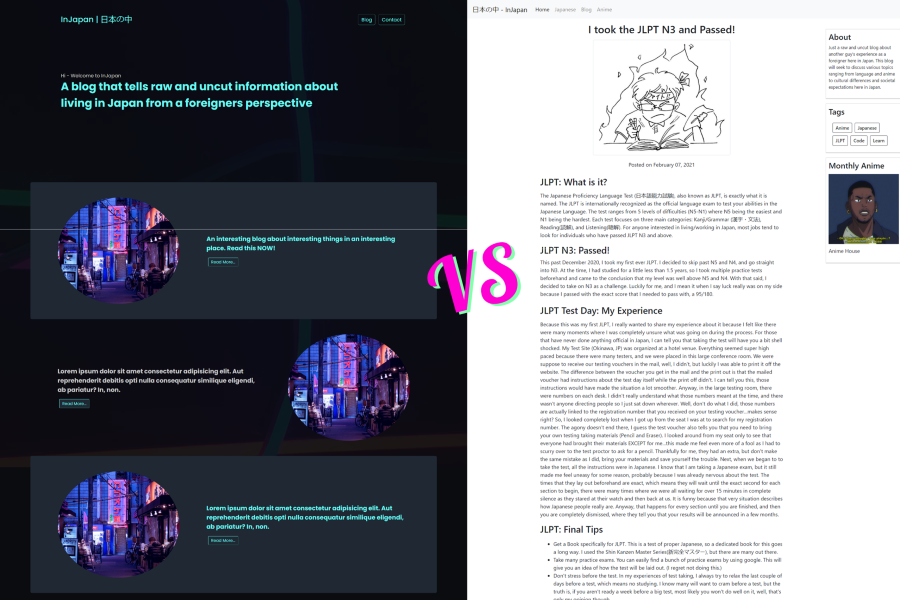 InJapan | 日本の中
Blog
Contact
Hi - Welcome to InJapan
A blog that tells raw and uncut information about
living in Japan from a foreigners perspective
An interesting blog about interesting things in an interesting
place. Read this NOW!
Read More...
Lorem ipsum dolor sit amet consectetur adipisicing elit. Aut
reprehenderit debitis opti nulla consequatur similique eligendi,
ab pariatur? In, non.
Read More...
Lorem ipsum dolor sit amet consectetur adipisicing elit. Aut
reprehenderit debitis opti nulla consequatur similique eligendi,
ab pariatur? In, non.
Read More...
VS
日本の中 - InJapan
Home
Japanese
Blog
Anime
I took the JLPT N3 and Passed!
Posted on February 07, 2021
JLPT: What is it?
The Japanese Proficiency Language Test (日本語能力試験), also known as JLPT, is exactly what it is
named. The JLPT is internationally recognized as the official language exam to test your abilities in the
Japanese Language. The test ranges from 5 levels of difficulties (N5-N1) where N5 being the easiest and
N1 being the hardest. Each test focuses on three main categories: Kanji/Grammar (漢字・文法),
Reading(読解), and Listening(聴解). For anyone interested in living/working in Japan, most jobs tend to
look for individuals who have passed JLPT N3 and above.
JLPT N3: Passed!
This past December 2020, I took my first ever JLPT. I decided to skip past N5 and N4, and go straight
into N3. At the time, I had studied for a little less than 1.5 years, so I took multiple practice tests
beforehand and came to the conclusion that my level was well above N5 and N4. With that said, I
decided to take on N3 as a challenge. Luckily for me, and I mean it when I say luck really was on my side
because I passed with the exact score that I needed to pass with, a 95/180.
JLPT Test Day: My Experience
Because this was my first JLPT, I really wanted to share my experience about it because I felt like there
were many moments where I was completely unsure what was going on during the process. For those
that have never done anything official in Japan, I can tell you that taking the test will have you a bit shell
shocked. My Test Site (Okinawa, JP) was organized at a hotel venue. Everything seemed super high
paced because there were many testers, and we were placed in this large conference room. We were
suppose to receive our testing vouchers in the mail, well, I didn't, but luckily I was able to print it off the
website. The difference between the voucher you get in the mail and the print out is that the mailed
voucher had instructions about the test day itself while the print off didn't. I can tell you this, those
instructions would have made the situation a lot smoother. Anyway, in the large testing room, there
were numbers on each desk. I didn't really understand what those numbers meant at the time, and there
wasn't anyone directing people so I just sat down wherever. Well, don't do what I did, those numbers
are actually linked to the registration number that you received on your testing voucher...makes sense
right? So, I looked completely lost when I got up from the seat I was at to search for my registration
number. The agony doesn't end there, I guess the test voucher also tells you that you need to bring
your own testing taking materials (Pencil and Eraser). I looked around from my seat only to see that
everyone had brought their materials EXCEPT for me...this made me feel even more of a fool as I had to
scurry over to the test proctor to ask for a pencil. Thankfully for me, they had an extra, but don't make
the same mistake as I did, bring your materials and save yourself the trouble. Next, when we began to to
take the test, all the instructions were in Japanese. I know that I am taking a Japanese exam, but it still
made me feel uneasy for some reason, probably because I was already nervous about the test. The
times that they lay out beforehand are exact, which means they will wait until the exact second for each
section to begin, there were many times where we were all waiting for over 15 minutes in complete
silence as they stared at their watch and then back at us. It is funny because that very situation describes
how Japanese people really are. Anyway, that happens for every section until you are finished, and then
you are completely dismissed, where they tell you that your results will be announced in a few months.
JLPT: Final Tips
Get a Book specifically for JLPT. This is a test of proper Japanese, so a dedicated book for this goes
a long way. I used the Shin Kanzen Master Series(新完全マスター), but there are many out there.
Take many practice exams. You can easily find a bunch of practice exams by using google. This will
give you an idea of how the test will be laid out. (I regret not doing this.)
Don't stress before the test. In my experiences of test taking, I always try to relax the last couple of
days before a test, which means no studying. I know many will want to cram before a test, but the
truth is, if you aren't ready a week before a big test, most likely you won't do well on it, well, that's
only my opinion though.
About
Just a raw and uncut blog about
another guy's experience as a
foreigner here in Japan. This blog
will seek to discuss various topics
ranging from language and anime
to cultural differences and societal
expectations here in Japan.
Tags
Anime
Japanese
JLPT
Code
Learn
Monthly Anime
Anime House